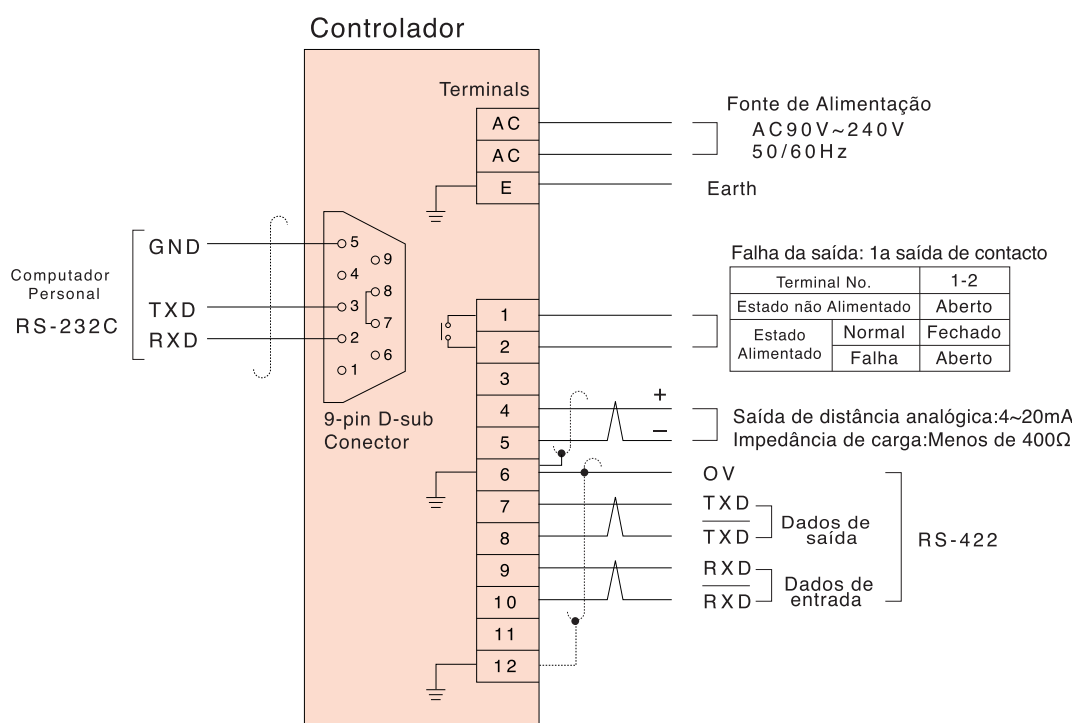 Controlador
Terminals
AC
AC
E
Fonte de Alimentação
AC90V~240V
50/60Hz
Earth
Computador
Personal
RS-232C
GND
TXD
RXD
5
9
4
8
3
7
2
6
1
9-pin D-sub
Conector
1
2
3
4
5
6
7
8
9
10
11
12
Falha da saída: 1a saída de contacto
Terminal No. 1-2
Estado não Alimentado Aberto
Estado Alimentado Normal Fechado
Falha Aberto
+
−
Saída de distância analógica:4~20mA
Impedância de carga:Menos de 400Ω
OV
TXD
TXD
Dados de
saída
RXD
RXD
Dados de
entrada
RS-422